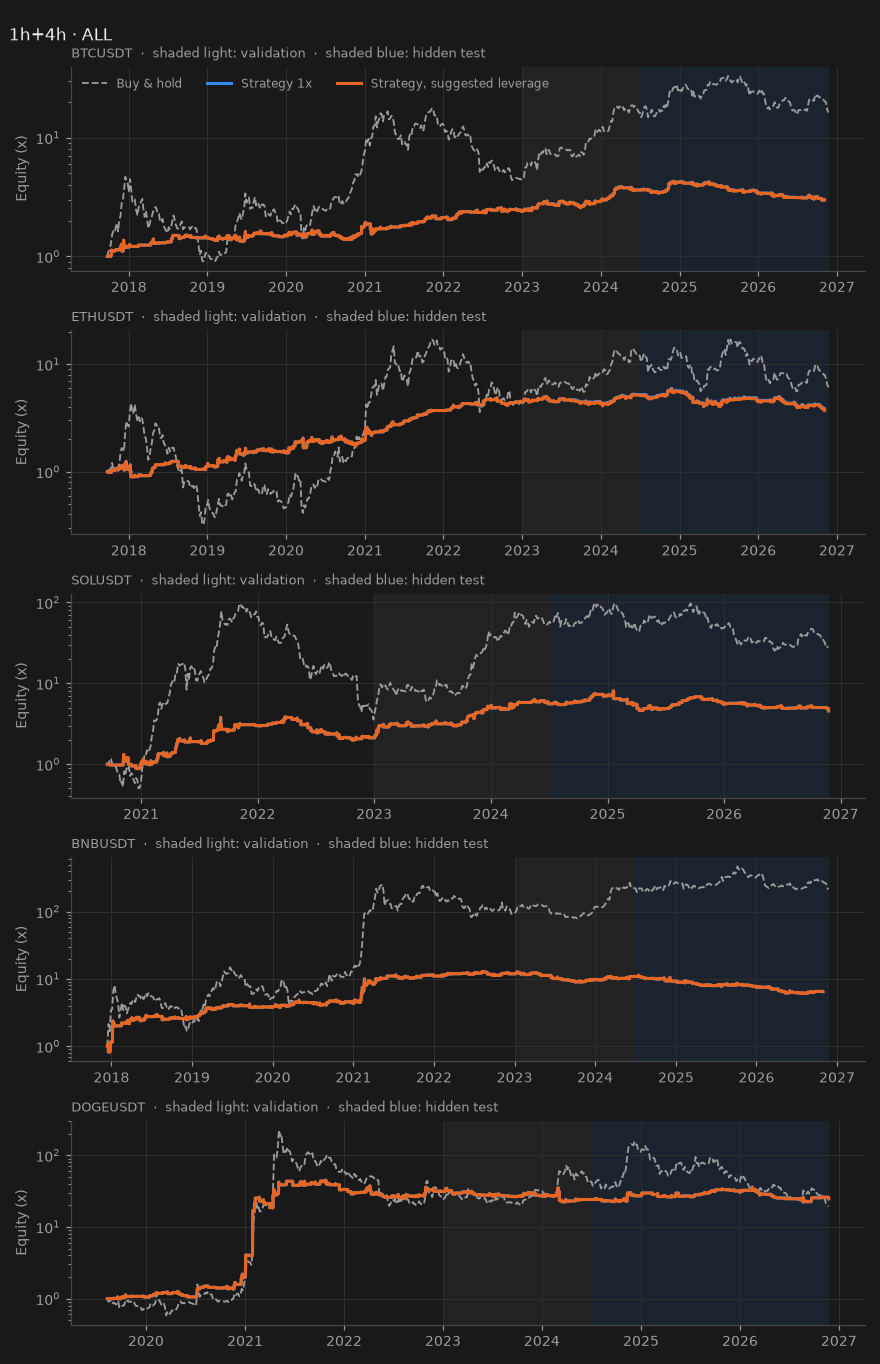 1h+4h · ALL
BTCUSDT · shaded light: validation · shaded blue: hidden test
Buy & hold Strategy 1x Strategy, suggested leverage
Equity (x)
10¹
10⁰
2018 2019 2020 2021 2022 2023 2024 2025 2026 2027
ETHUSDT · shaded light: validation · shaded blue: hidden test
Equity (x)
10¹
10⁰
2018 2019 2020 2021 2022 2023 2024 2025 2026 2027
SOLUSDT · shaded light: validation · shaded blue: hidden test
Equity (x)
10²
10¹
10⁰
2021 2022 2023 2024 2025 2026 2027
BNBUSDT · shaded light: validation · shaded blue: hidden test
Equity (x)
10²
10¹
10⁰
2018 2019 2020 2021 2022 2023 2024 2025 2026 2027
DOGEUSDT · shaded light: validation · shaded blue: hidden test
Equity (x)
10²
10¹
10⁰
2020 2021 2022 2023 2024 2025 2026 2027